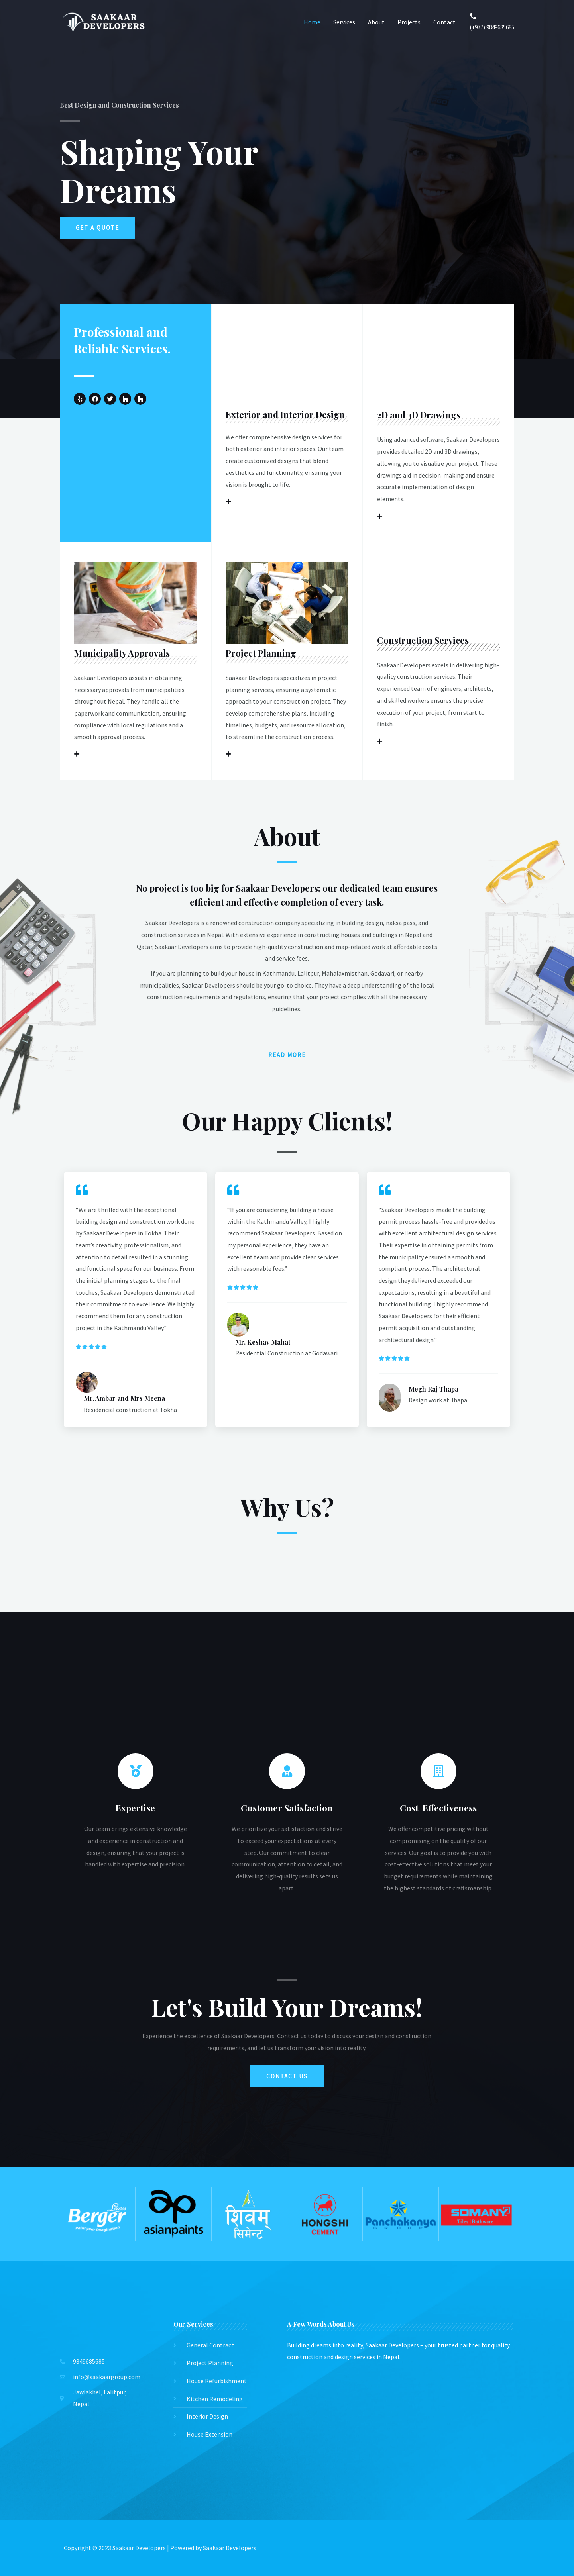 SAAKAAR
DEVELOPERS
Home
Services
About
Projects
Contact
(+977) 9849685685
Best Design and Construction Services
Shaping Your
Dreams
GET A QUOTE
Professional and
Reliable Services.
Exterior and Interior Design
We offer comprehensive design services for
both exterior and interior spaces. Our team
create customized designs that blend
aesthetics and functionality, ensuring your
vision is brought to life.
2D and 3D Drawings
Using advanced software, Saakaar Developers
provides detailed 2D and 3D drawings,
allowing you to visualize your project. These
drawings aid in decision-making and ensure
accurate implementation of design
elements.
Municipality Approvals
Saakaar Developers assists in obtaining
necessary approvals from municipalities
throughout Nepal. They handle all the
paperwork and communication, ensuring
compliance with local regulations and a
smooth approval process.
Project Planning
Saakaar Developers specializes in project
planning services, ensuring a systematic
approach to your construction project. They
develop comprehensive plans, including
timelines, budgets, and resource allocation,
to streamline the construction process.
Construction Services
Saakaar Developers excels in delivering high-
quality construction services. Their
experienced team of engineers, architects,
and skilled workers ensures the precise
execution of your project, from start to
finish.
About
No project is too big for Saakaar Developers; our dedicated team ensures
efficient and effective completion of every task.
Saakaar Developers is a renowned construction company specializing in building design, naksa pass, and
construction services in Nepal. With extensive experience in constructing houses and buildings in Nepal and
Qatar, Saakaar Developers aims to provide high-quality construction and map-related work at affordable costs
and service fees.
If you are planning to build your house in Kathmandu, Lalitpur, Mahalaxmisthan, Godavari, or nearby
municipalities, Saakaar Developers should be your go-to choice. They have a deep understanding of the local
construction requirements and regulations, ensuring that your project complies with all the necessary
guidelines.
READ MORE
Our Happy Clients!
“We are thrilled with the exceptional
building design and construction work done
by Saakaar Developers in Tokha. Their
team’s creativity, professionalism, and
attention to detail resulted in a stunning
and functional space for our business. From
the initial planning stages to the final
touches, Saakaar Developers demonstrated
their commitment to excellence. We highly
recommend them for any construction
project in the Kathmandu Valley.”
Mr. Ambar and Mrs Meena
Residencial construction at Tokha
“If you are considering building a house
within the Kathmandu Valley, I highly
recommend Saakaar Developers. Based on
my personal experience, they have an
excellent team and provide clear services
with reasonable fees.”
Mr. Keshav Mahat
Residential Construction at Godawari
“Saakaar Developers made the building
permit process hassle-free and provided us
with excellent architectural design services.
Their expertise in obtaining permits from
the municipality ensured a smooth and
compliant process. The architectural
design they delivered exceeded our
expectations, resulting in a beautiful and
functional building. I highly recommend
Saakaar Developers for their efficient
permit acquisition and outstanding
architectural design.”
Megh Raj Thapa
Design work at Jhapa
Why Us?
Expertise
Our team brings extensive knowledge
and experience in construction and
design, ensuring that your project is
handled with expertise and precision.
Customer Satisfaction
We prioritize your satisfaction and strive
to exceed your expectations at every
step. Our commitment to clear
communication, attention to detail, and
delivering high-quality results sets us
apart.
Cost-Effectiveness
We offer competitive pricing without
compromising on the quality of our
services. Our goal is to provide you with
cost-effective solutions that meet your
budget requirements while maintaining
the highest standards of craftsmanship.
Let's Build Your Dreams!
Experience the excellence of Saakaar Developers. Contact us today to discuss your design and construction
requirements, and let us transform your vision into reality.
CONTACT US
Berger
asianpaints
शिवम्
सिमेन्ट
HONGSHI
CEMENT
Panchakanya
GROUP
SOMANY
Tiles | Bathware
9849685685
info@saakaargroup.com
Jawlakhel, Lalitpur,
Nepal
Our Services
General Contract
Project Planning
House Refurbishment
Kitchen Remodeling
Interior Design
House Extension
A Few Words About Us
Building dreams into reality, Saakaar Developers – your trusted partner for quality
construction and design services in Nepal.
Copyright © 2023 Saakaar Developers | Powered by Saakaar Developers